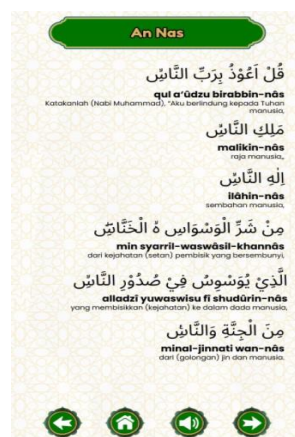 An Nas
قُلْ اَعُوْذُ بِرَبِّ النَّاسِۙ
qul a‘ûdzu birabbin-nâs
Katakanlah (Nabi Muhammad), “Aku berlindung kepada Tuhan
manusia,
مَلِكِ النَّاسِۙ
malikin-nâs
raja manusia,,
اِلٰهِ النَّاسِۙ
ilâhin-nâs
sembahan manusia,
مِنْ شَرِّ الْوَسْوَاسِ ەۙ الْخَنَّاسِۖ
min syarril-waswâsil-khannâs
dari kejahatan (setan) pembisik yang bersembunyi,
الَّذِيْ يُوَسْوِسُ فِيْ صُدُوْرِ النَّاسِۙ
alladzî yuwaswisu fî shudûrin-nâs
yang membisikkan (kejahatan) ke dalam dada manusia,
مِنَ الْجِنَّةِ وَالنَّاسِ
minal-jinnati wan-nâs
dari (golongan) jin dan manusia.